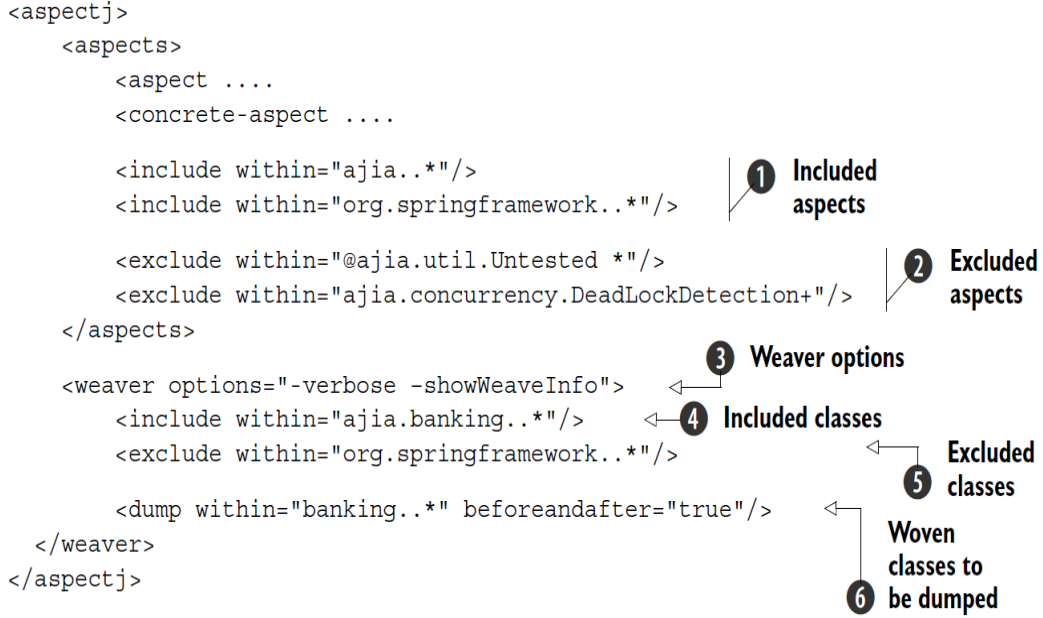 <aspectj>
<aspects>
<aspect ....
<concrete-aspect ....
<include within="ajia..*"/>
<include within="org.springframework..*"/>
1 Included
aspects
<exclude within="@ajia.util.Untested *"/>
<exclude within="ajia.concurrency.DeadLockDetection+"/>
2 Excluded
aspects
</aspects>
3 Weaver options
<weaver options="-verbose -showWeaveInfo">
<include within="ajia.banking..*"/>
4 Included classes
<exclude within="org.springframework..*"/>
Excluded
5 classes
<dump within="banking..*" beforeandafter="true"/>
</weaver>
</aspectj>
Woven
classes to
6 be dumped